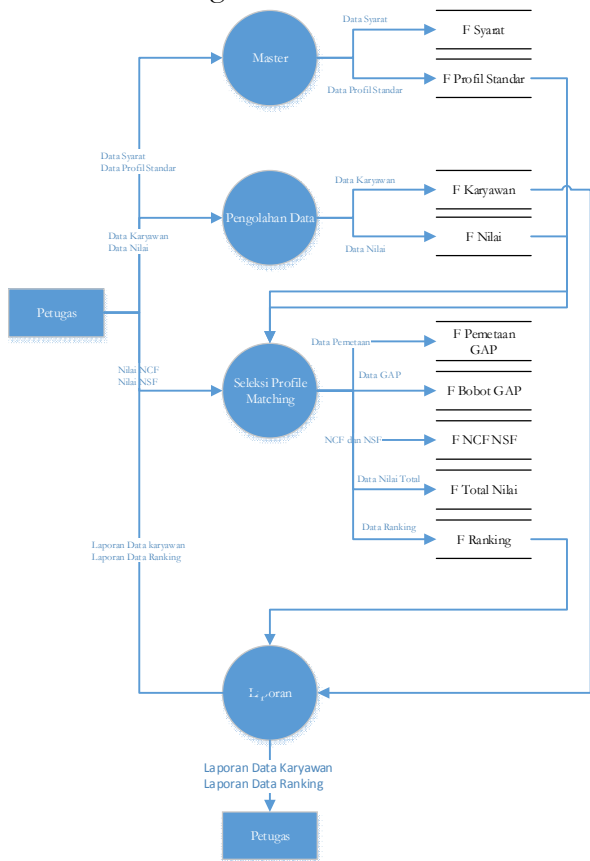 Data Syarat
F Syarat
Master
F Profil Standar
Data Profil Standar
Data Syarat
Data Profil Standar
Data Karyawan
F Karyawan
Pengolahan Data
Data Karyawan
Data Nilai
F Nilai
Data Nilai
Petugas
Data Pemetaan
F Pemetaan
GAP
Nilai NCF
Nilai NSF
Seleksi Profile
Matching
Data GAP
F Bobot GAP
NCF dan NSF
F NCF NSF
Data Nilai Total
F Total Nilai
Data Ranking
F Ranking
Laporan Data karyawan
Laporan Data Ranking
Laporan
Laporan Data Karyawan
Laporan Data Ranking
Petugas